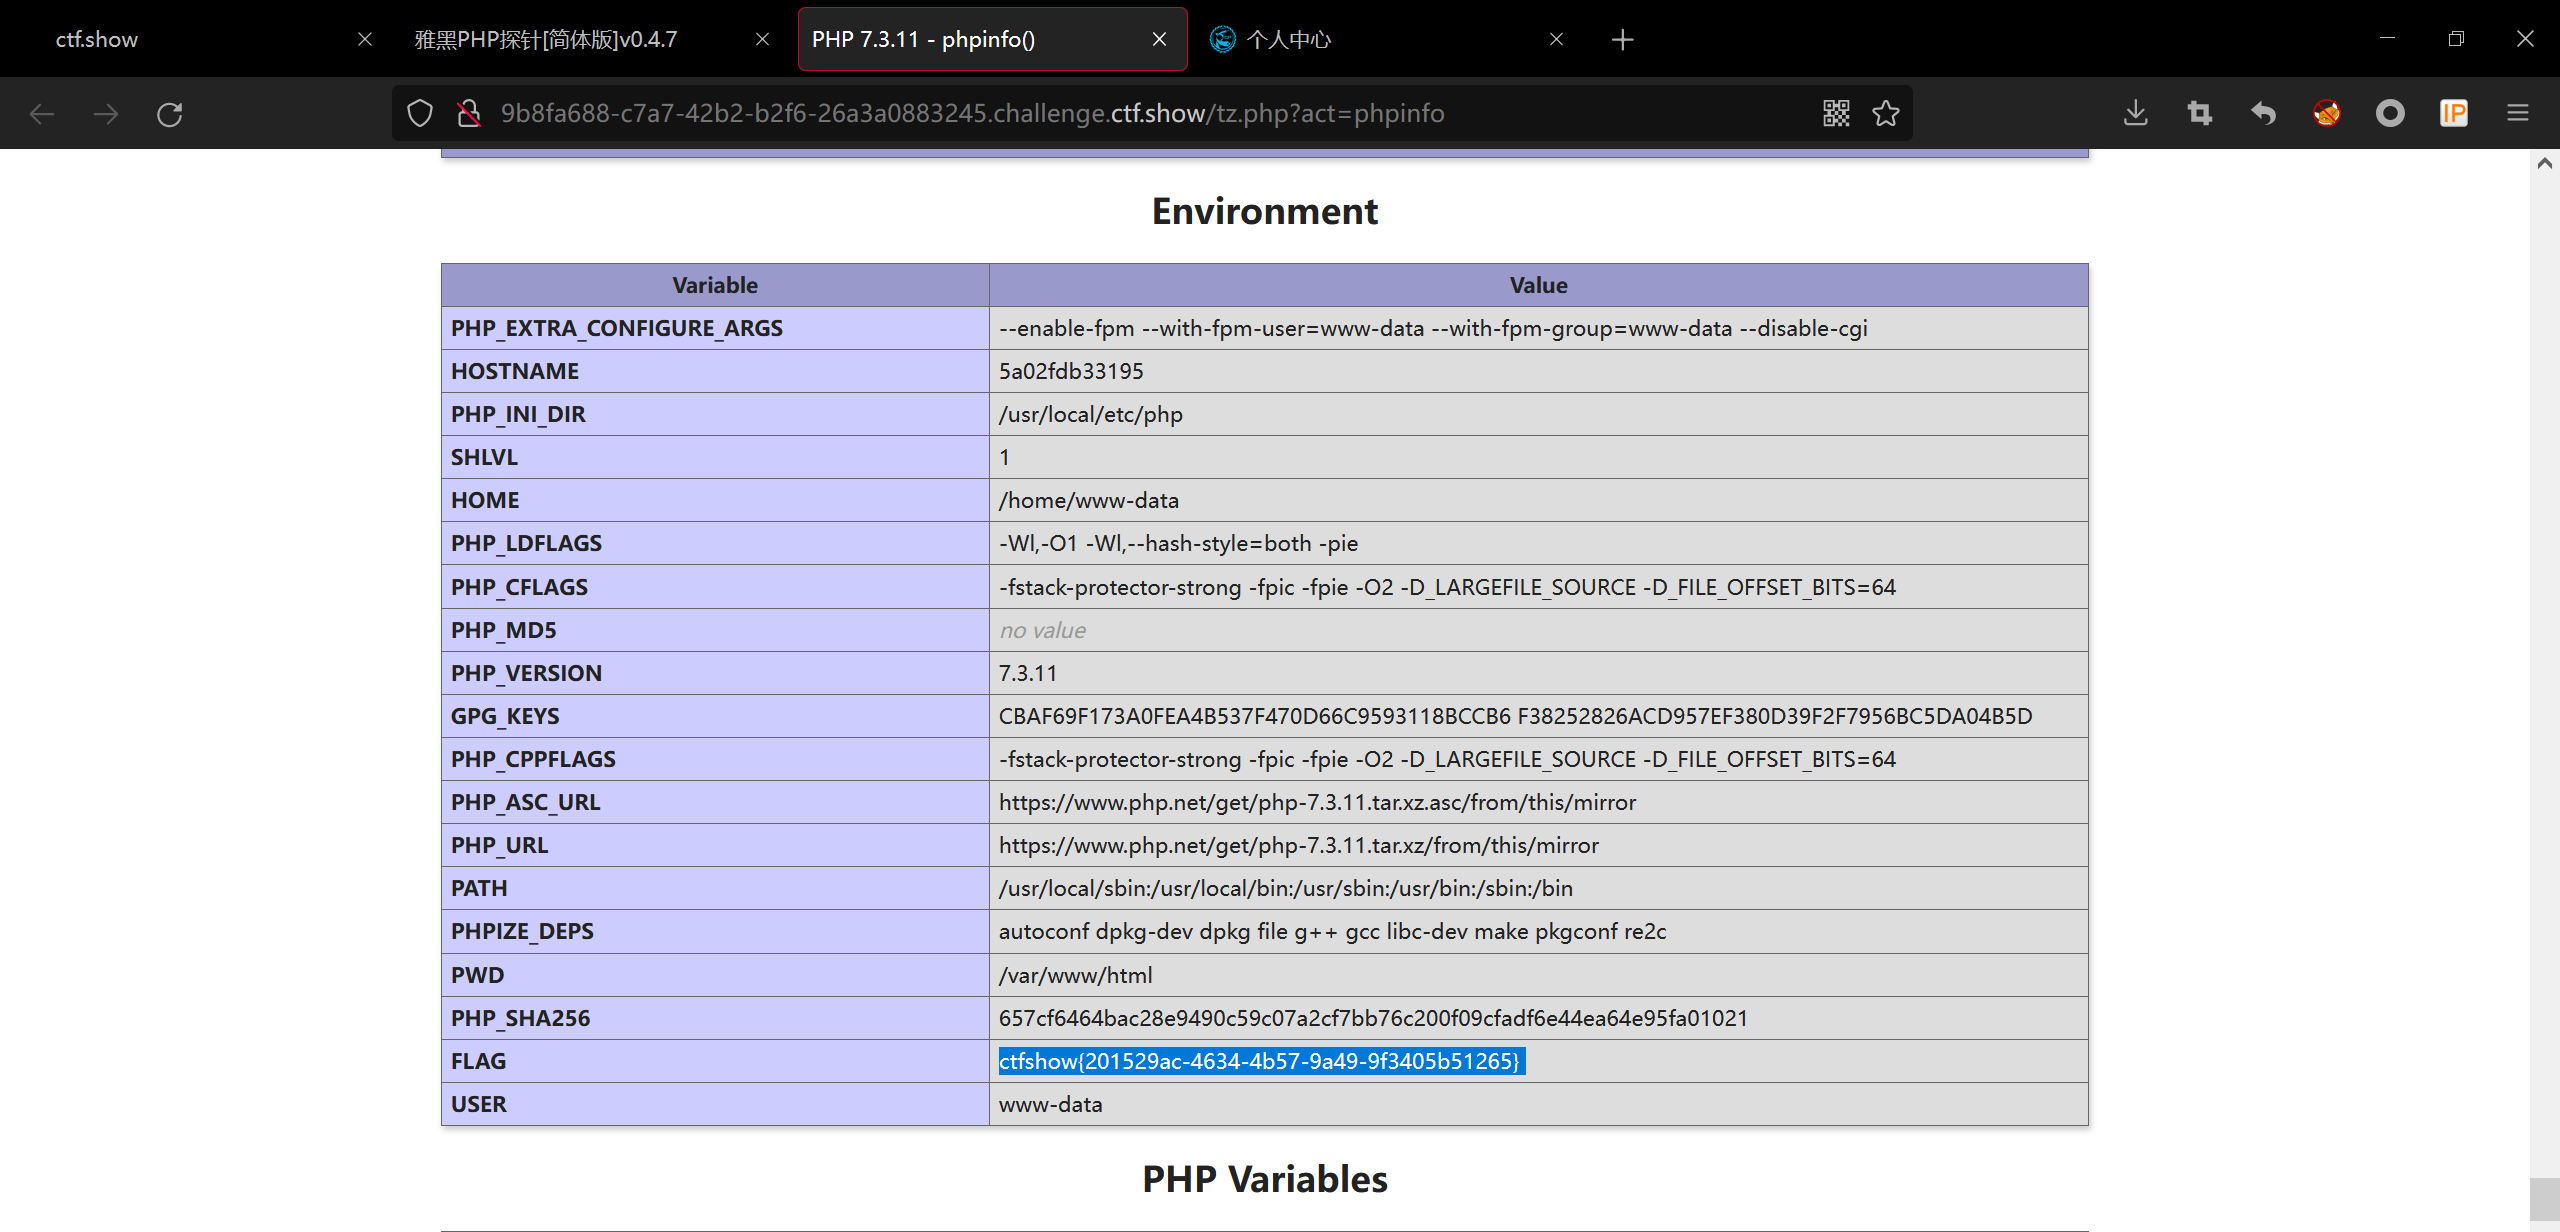 ctf.show
雅黑PHP探针[简体版]v0.4.7
PHP 7.3.11 - phpinfo()
个人中心
9b8fa688-c7a7-42b2-b2f6-26a3a0883245.challenge.ctf.show/tz.php?act=phpinfo
IP
Environment
Variable Value
PHP_EXTRA_CONFIGURE_ARGS --enable-fpm --with-fpm-user=www-data --with-fpm-group=www-data --disable-cgi
HOSTNAME 5a02fdb33195
PHP_INI_DIR /usr/local/etc/php
SHLVL 1
HOME /home/www-data
PHP_LDFLAGS -Wl,-O1 -Wl,--hash-style=both -pie
PHP_CFLAGS -fstack-protector-strong -fpic -fpie -O2 -D_LARGEFILE_SOURCE -D_FILE_OFFSET_BITS=64
PHP_MD5 no value
PHP_VERSION 7.3.11
GPG_KEYS CBAF69F173A0FEA4B537F470D66C9593118BCCB6 F38252826ACD957EF380D39F2F7956BC5DA04B5D
PHP_CPPFLAGS -fstack-protector-strong -fpic -fpie -O2 -D_LARGEFILE_SOURCE -D_FILE_OFFSET_BITS=64
PHP_ASC_URL https://www.php.net/get/php-7.3.11.tar.xz.asc/from/this/mirror
PHP_URL https://www.php.net/get/php-7.3.11.tar.xz/from/this/mirror
PATH /usr/local/sbin:/usr/local/bin:/usr/sbin:/usr/bin:/sbin:/bin
PHPIZE_DEPS autoconf dpkg-dev dpkg file g++ gcc libc-dev make pkgconf re2c
PWD /var/www/html
PHP_SHA256 657cf6464bac28e9490c59c07a2cf7bb76c200f09cfadf6e44ea64e95fa01021
FLAG ctfshow{201529ac-4634-4b57-9a49-9f3405b51265}
USER www-data
PHP Variables